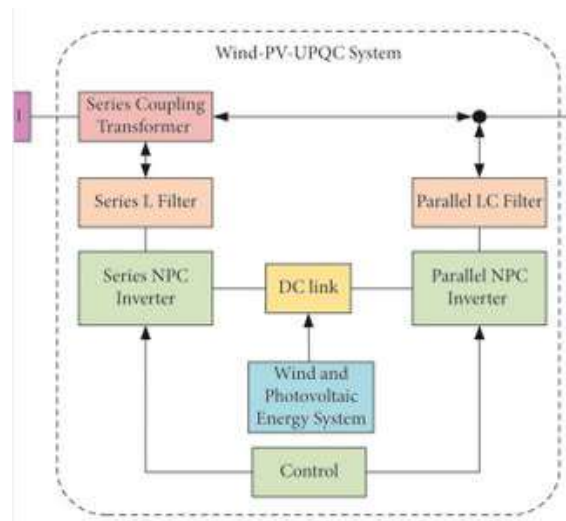 Wind-PV-UPQC System
Series Coupling
Transformer
Series L Filter
Parallel LC Filter
Series NPC
Inverter
DC link
Parallel NPC
Inverter
Wind and
Photovoltaic
Energy System
Control